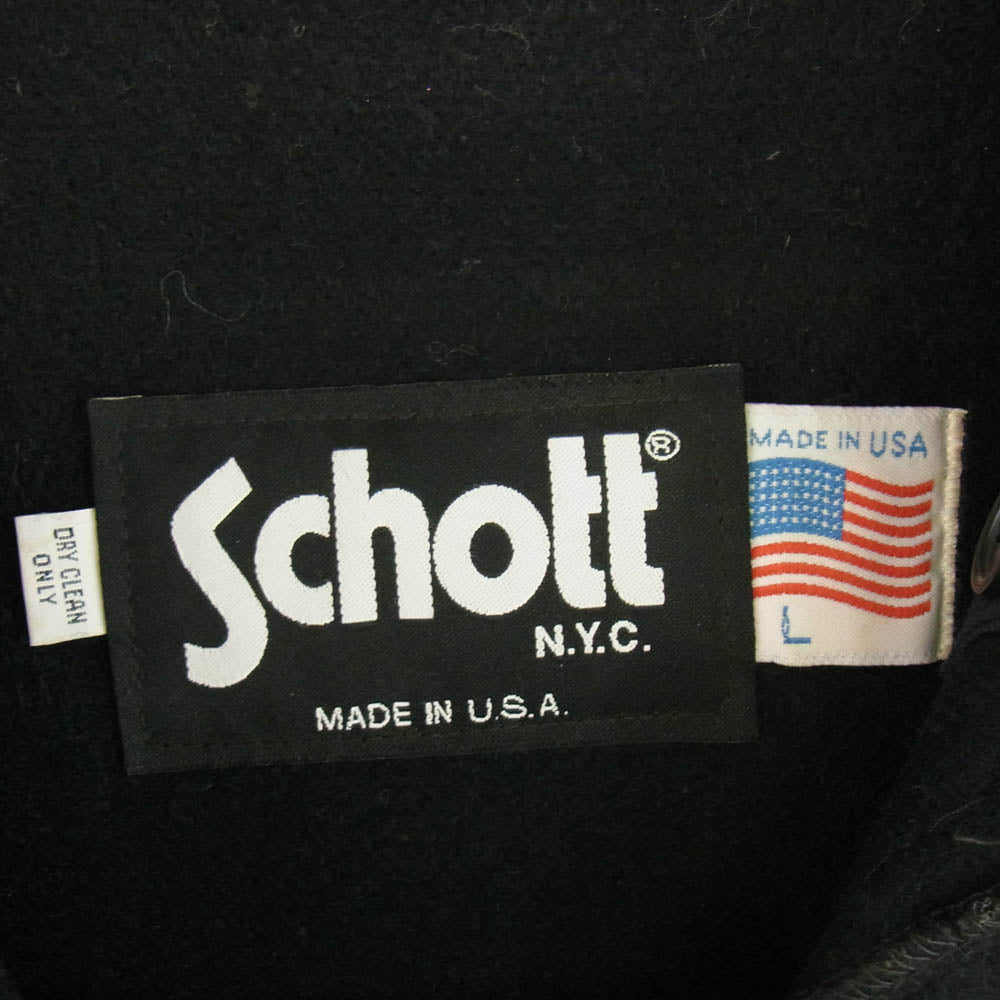 DRY CLEAN
ONLY
Schott®
N.Y.C.
MADE IN U.S.A.
MADE IN USA
L